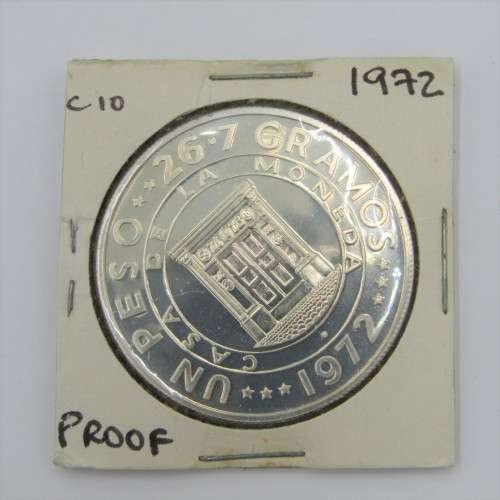 C10
1972
UN PESO ★★ 26·7 GRAMOS ★★★ 1972 ★★★
CASA DE LA MONEDA
PROOF